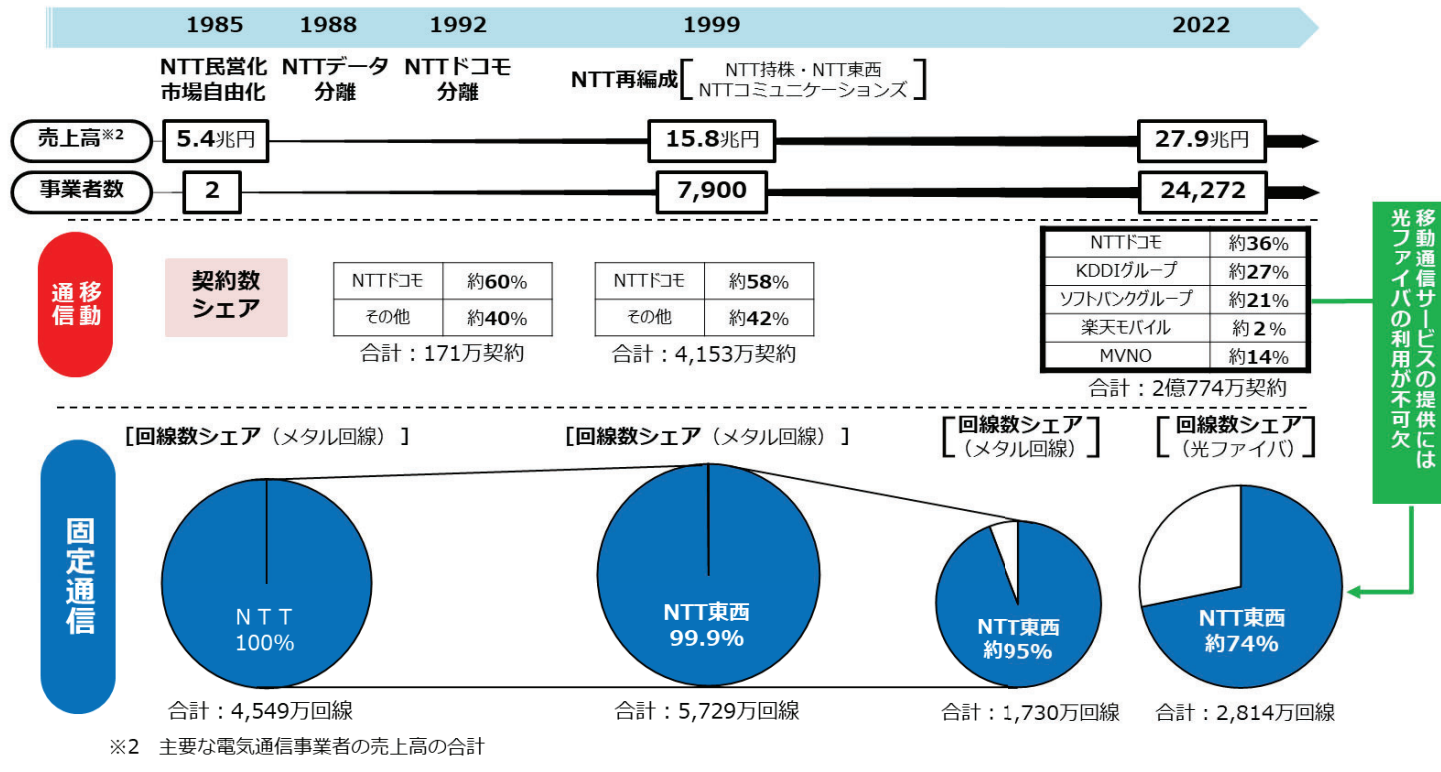 1985 1988 1992 1999 2022
NTT民営化
市場自由化
NTTデータ
分離
NTTドコモ
分離
NTT再編成
NTT持株・NTT東西
NTTコミュニケーションズ
売上高※2 5.4兆円 15.8兆円 27.9兆円
事業者数 2 7,900 24,272
移動
通信
契約数
シェア
NTTドコモ 約60%
その他 約40%
合計：171万契約
NTTドコモ 約58%
その他 約42%
合計：4,153万契約
NTTドコモ 約36%
KDDIグループ 約27%
ソフトバンクグループ 約21%
楽天モバイル 約2%
MVNO 約14%
合計：2億774万契約
移動通信サービスの提供には
光ファイバの利用が不可欠
固定通信
[回線数シェア（メタル回線）]
NTT
100%
合計：4,549万回線
[回線数シェア（メタル回線）]
NTT東西
99.9%
合計：5,729万回線
[回線数シェア
（メタル回線）]
NTT東西
約95%
合計：1,730万回線
[回線数シェア
（光ファイバ）]
NTT東西
約74%
合計：2,814万回線
※2 主要な電気通信事業者の売上高の合計